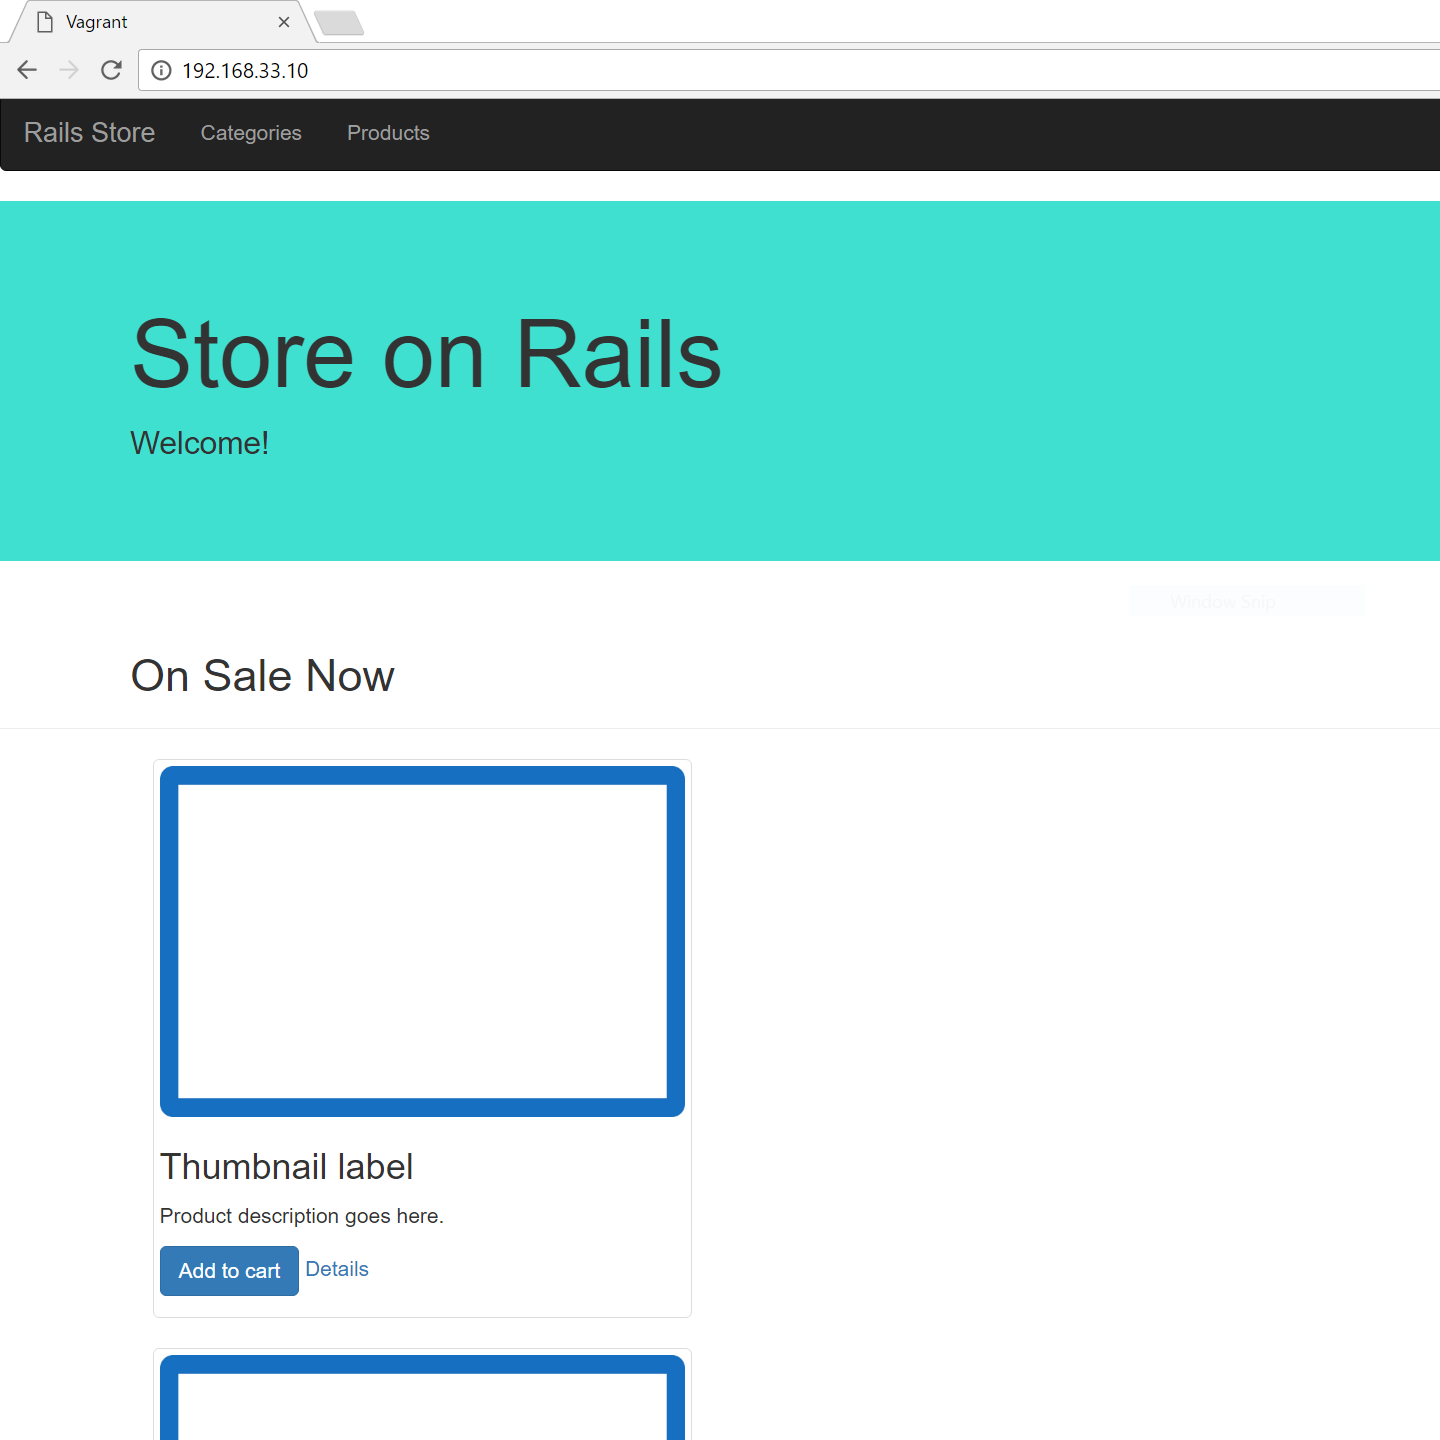 Vagrant
192.168.33.10
Rails Store Categories Products
Store on Rails
Welcome!
Window Snip
On Sale Now
Thumbnail label
Product description goes here.
Add to cart Details